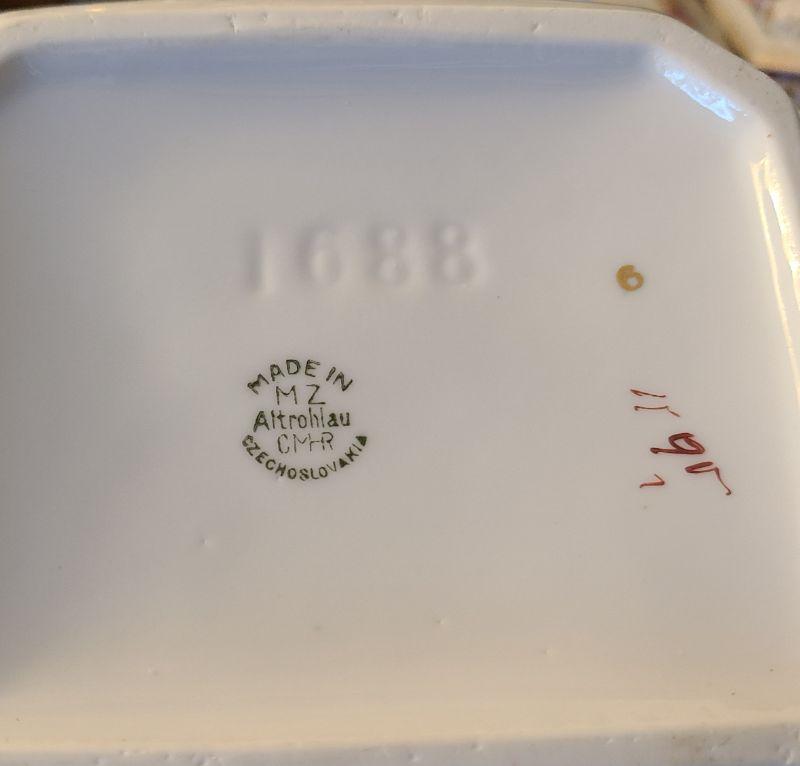 1688
6
MADE IN
MZ
Altrohlau
CMR
CZECHOSLOVAKIA